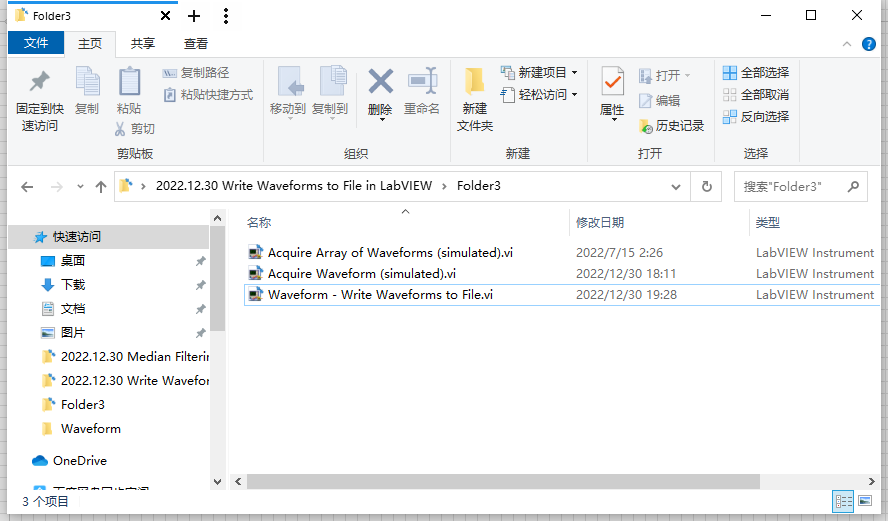 Folder3
文件 主页 共享 查看
固定到快速访问
复制
粘贴
复制路径
粘贴快捷方式
剪切
剪贴板
移动到
复制到
删除
重命名
组织
新建文件夹
新建项目
轻松访问
新建
属性
打开
编辑
历史记录
打开
全部选择
全部取消
反向选择
选择
2022.12.30 Write Waveforms to File in LabVIEW > Folder3
搜索"Folder3"
快速访问
桌面
下载
文档
图片
2022.12.30 Median Filterin
2022.12.30 Write Wavefor
Folder3
Waveform
OneDrive
名称 修改日期 类型
Acquire Array of Waveforms (simulated).vi 2022/7/15 2:26 LabVIEW Instrument
Acquire Waveform (simulated).vi 2022/12/30 18:11 LabVIEW Instrument
Waveform - Write Waveforms to File.vi 2022/12/30 19:28 LabVIEW Instrument
3 个项目